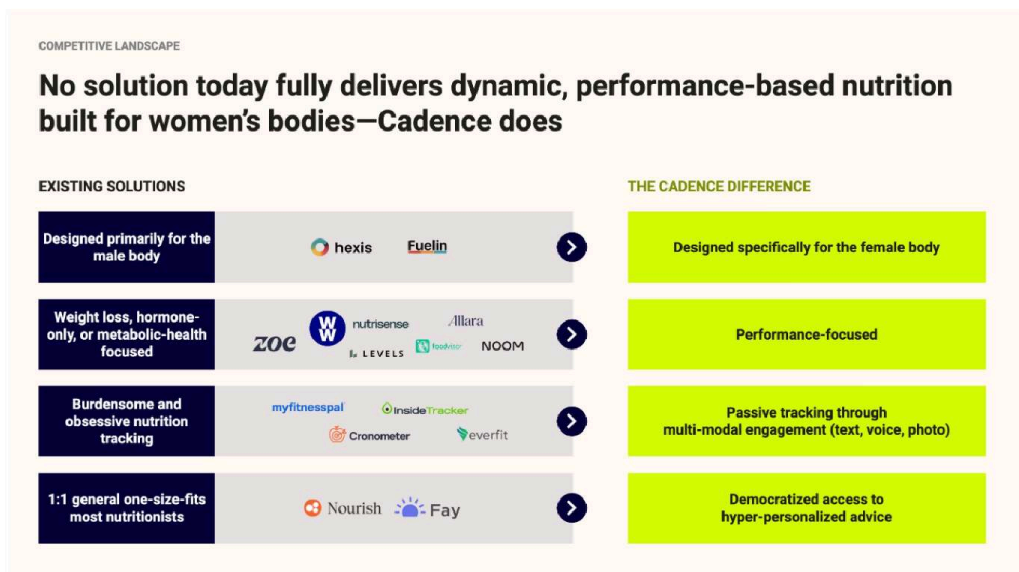 COMPETITIVE LANDSCAPE
No solution today fully delivers dynamic, performance-based nutrition
built for women's bodies—Cadence does
EXISTING SOLUTIONS
THE CADENCE DIFFERENCE
Designed primarily for the
male body
hexis
Fuelin
Designed specifically for the female body
Weight loss, hormone-
only, or metabolic-health
focused
zoe
WW
nutrisense
Allara
LEVELS
foodvisor
NOOM
Performance-focused
Burdensome and
obsessive nutrition
tracking
myfitnesspal
InsideTracker
Cronometer
everfit
Passive tracking through
multi-modal engagement (text, voice, photo)
1:1 general one-size-fits
most nutritionists
Nourish
Fay
Democratized access to
hyper-personalized advice